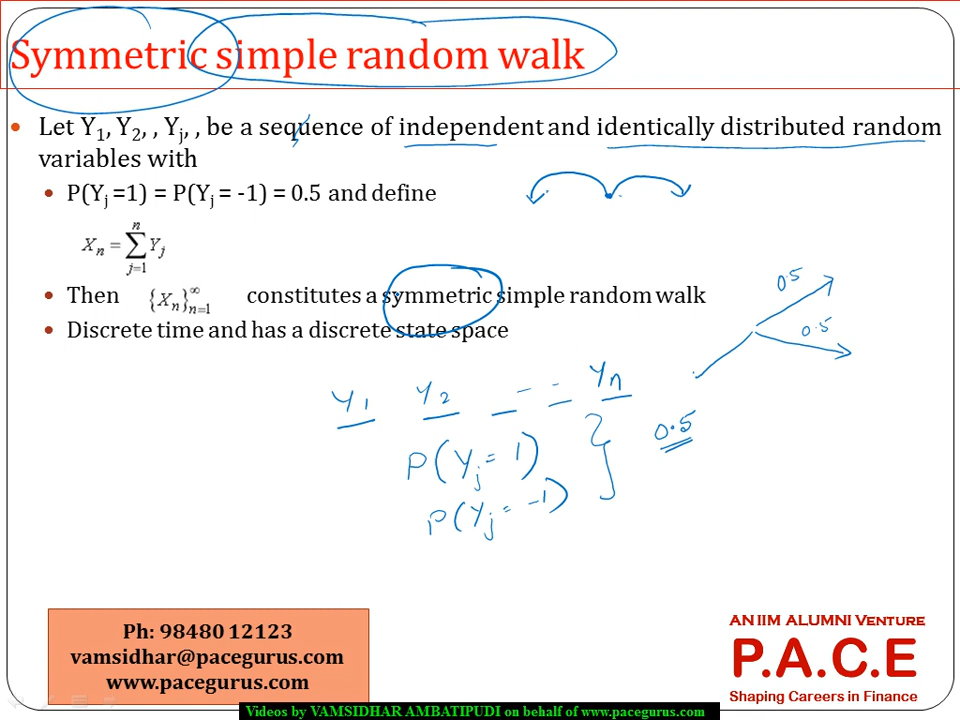 Symmetric simple random walk
• Let Y₁, Y₂, , Yⱼ, , be a sequence of independent and identically distributed random
variables with
• P(Yⱼ =1) = P(Yⱼ = -1) = 0.5 and define
Xₙ = ∑ⁿⱼ₌₁ Yⱼ
• Then {Xₙ}^∞ₙ₌₁ constitutes a symmetric simple random walk
• Discrete time and has a discrete state space
0.5
0.5
Y₁ Y₂ -- -- Yₙ
P(Yⱼ = 1)
P(Yⱼ = -1)
} 0.5
Ph: 98480 12123
vamsidhar@pacegurus.com
www.pacegurus.com
AN IIM ALUMNI VENTURE
P.A.C.E
Shaping Careers in Finance
Videos by VAMSIDHAR AMBATIPUDI on behalf of www.pacegurus.com